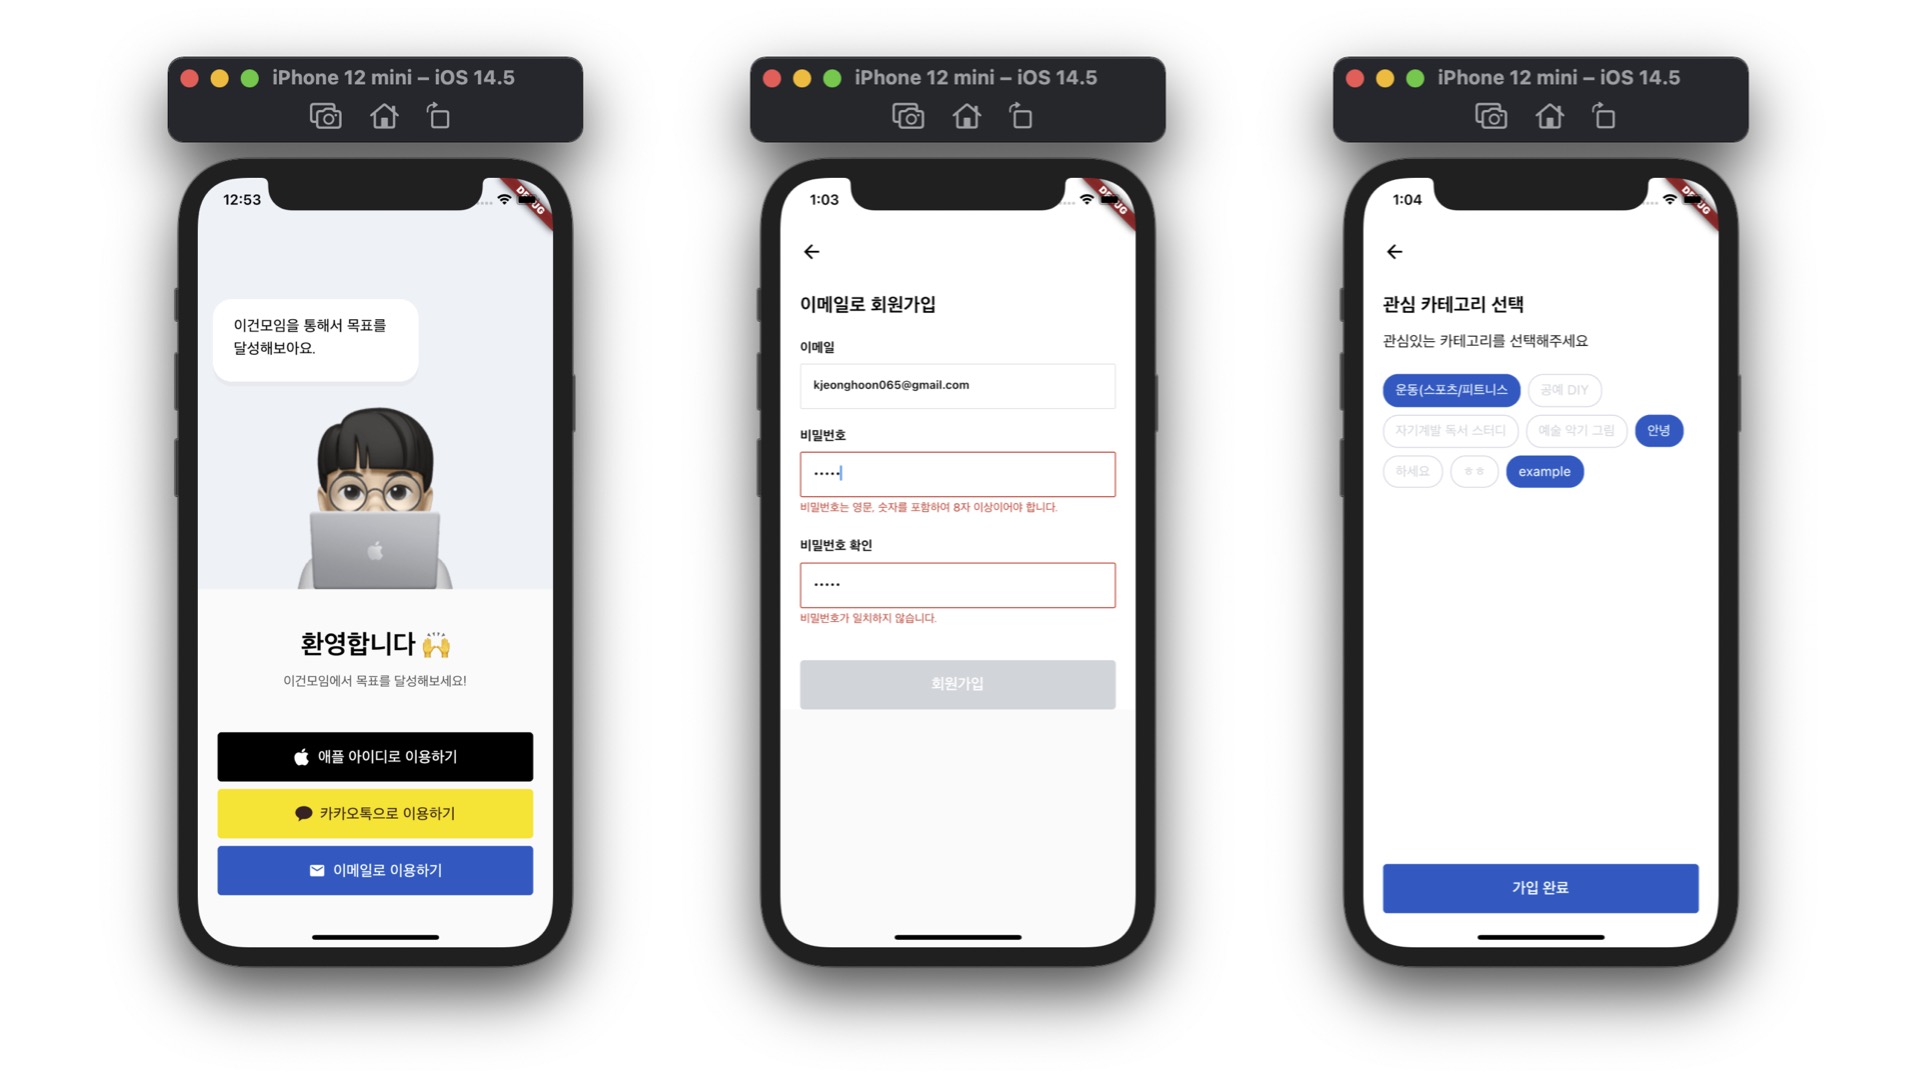 iPhone 12 mini – iOS 14.5
12:53
이건모임을 통해서 목표를
달성해보아요.
환영합니다 🙌
이건모임에서 목표를 달성해보세요!
애플 아이디로 이용하기
카카오톡으로 이용하기
이메일로 이용하기
iPhone 12 mini – iOS 14.5
1:03
이메일로 회원가입
이메일
kjeonghoon065@gmail.com
비밀번호
•••••
비밀번호는 영문, 숫자를 포함하여 8자 이상이어야 합니다.
비밀번호 확인
•••••
비밀번호가 일치하지 않습니다.
회원가입
iPhone 12 mini – iOS 14.5
1:04
관심 카테고리 선택
관심있는 카테고리를 선택해주세요
운동(스포츠/피트니스 공예 DIY
자기계발 독서 스터디 예술 악기 그림 안녕
하세요 ㅎㅎ example
가입 완료